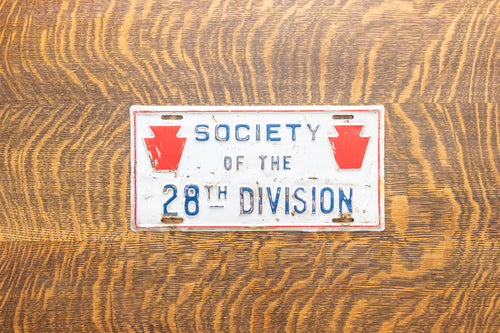 SOCIETY
OF THE
28TH DIVISION